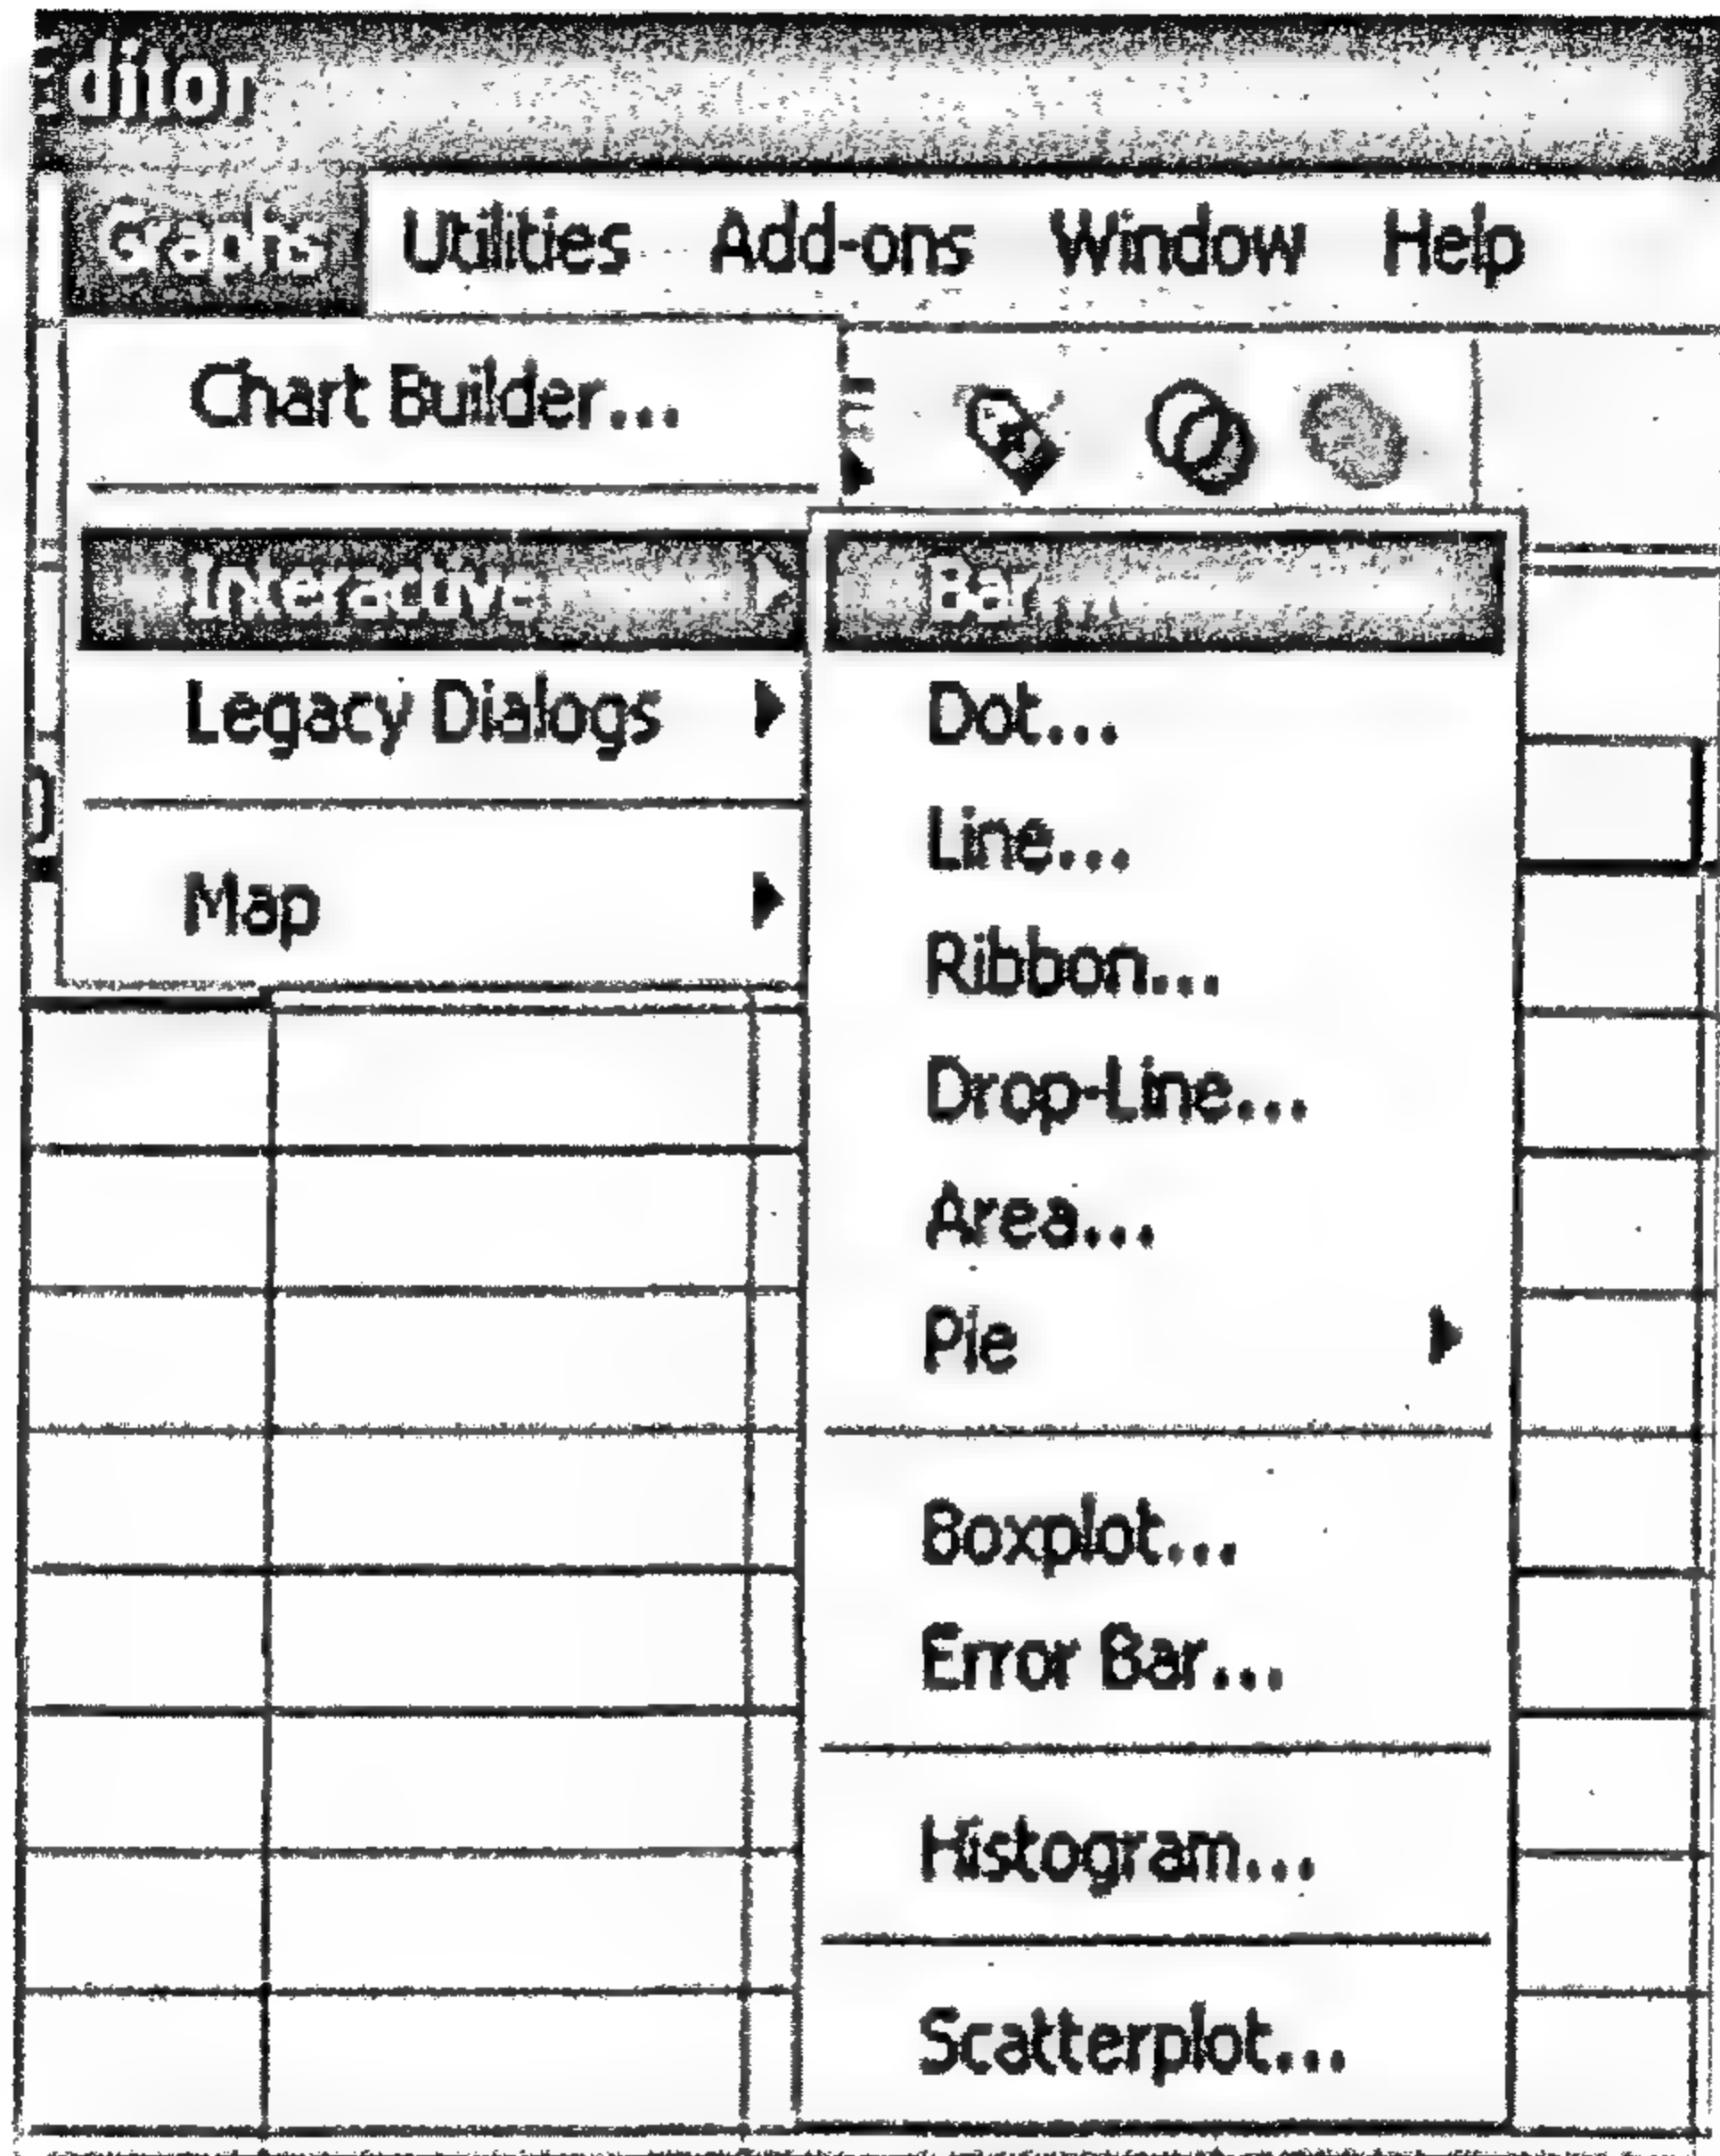 Editor
Graphs Utilities Add-ons Window Help
Chart Builder...
Interactive
Legacy Dialogs
Map
Bar...
Dot...
Line...
Ribbon...
Drop-Line...
Area...
Pie
Boxplot...
Error Bar...
Histogram...
Scatterplot...